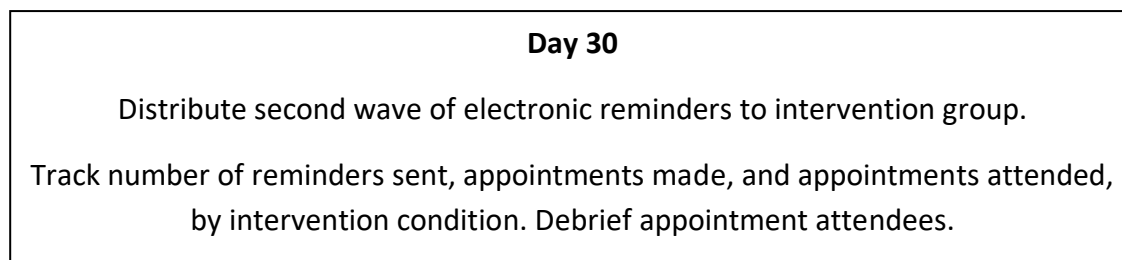 Day 30
Distribute second wave of electronic reminders to intervention group.
Track number of reminders sent, appointments made, and appointments attended,
by intervention condition. Debrief appointment attendees.